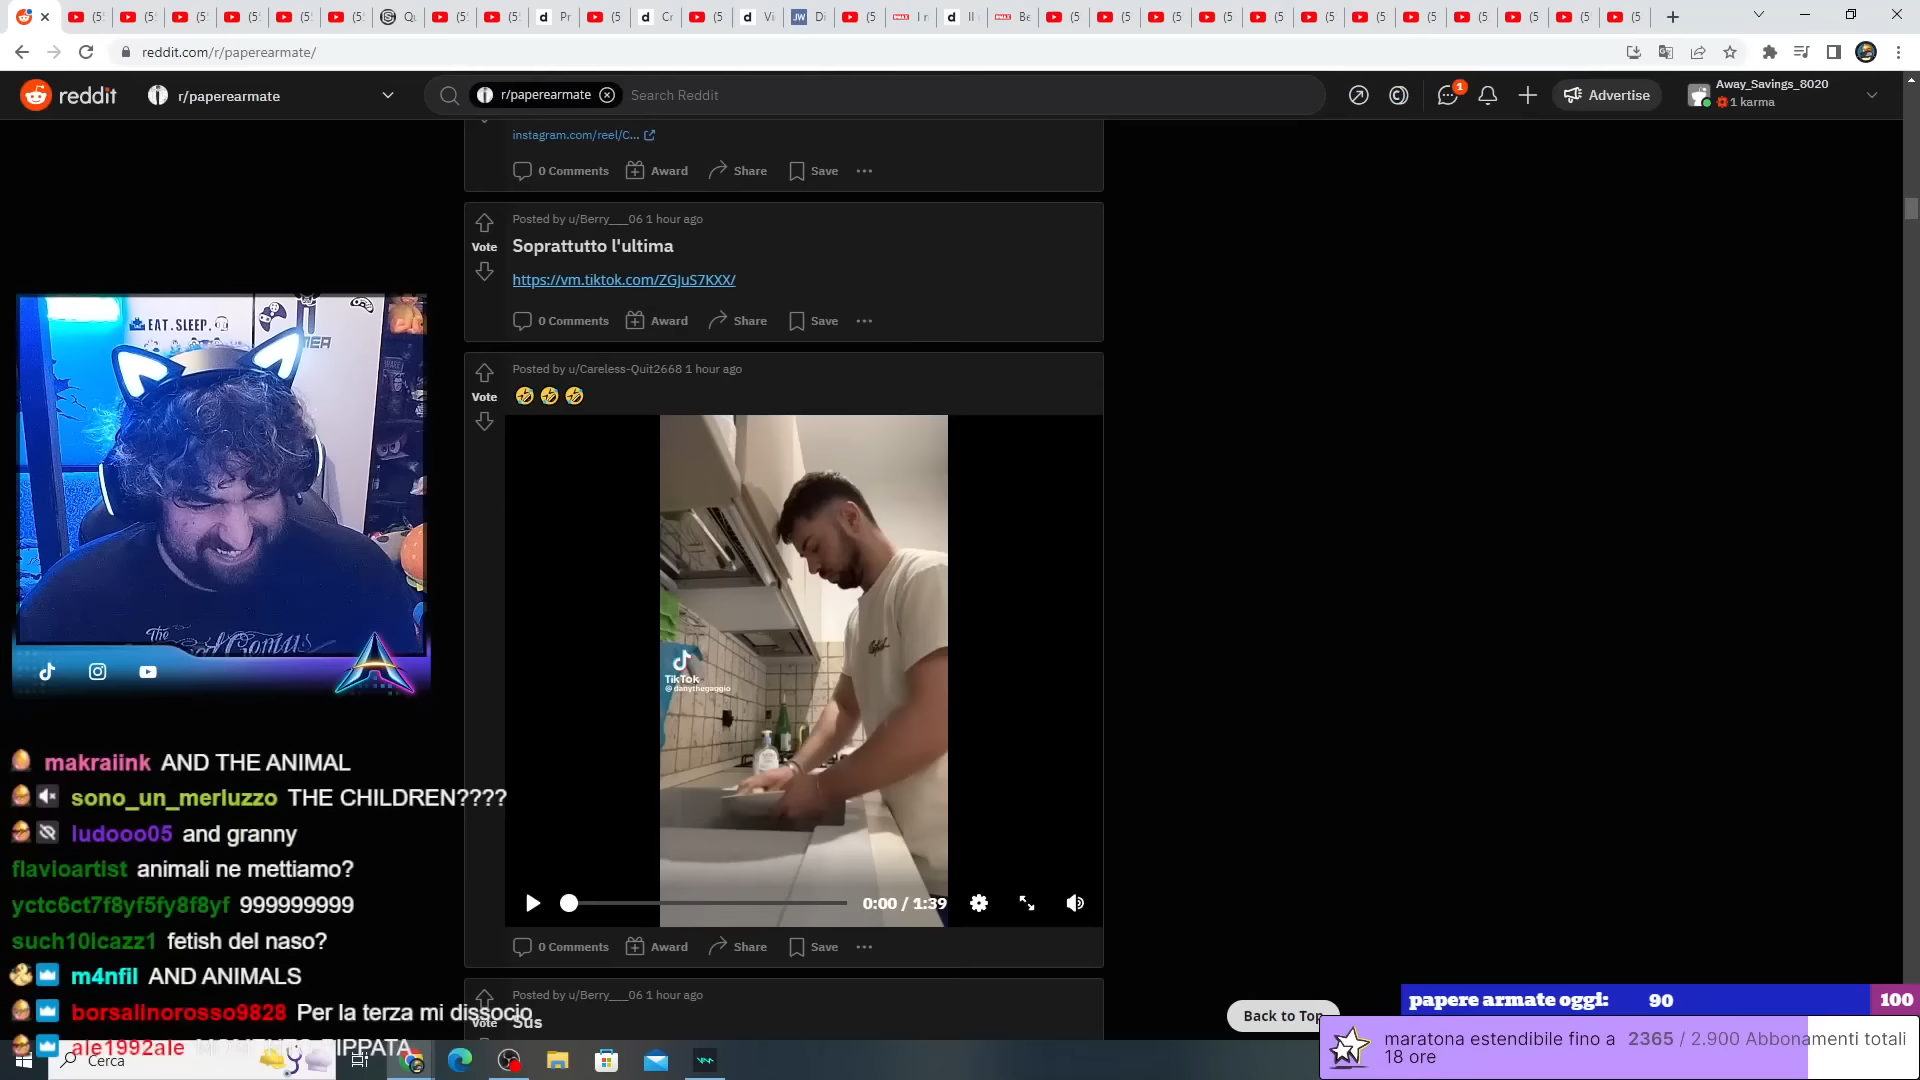 reddit.com/r/paperearmate/
reddit
r/paperearmate
r/paperearmate
Search Reddit
1
Advertise
Away_Savings_8020
1 karma
instagram.com/reel/C...
0 Comments
Award
Share
Save
Posted by u/Berry___06 1 hour ago
Soprattutto l'ultima
Vote
https://vm.tiktok.com/ZGJuS7KXX/
0 Comments
Award
Share
Save
Posted by u/Careless-Quit2668 1 hour ago
🤣 🤣 🤣
Vote
TikTok
@danythegaggio
0:00 / 1:39
0 Comments
Award
Share
Save
Posted by u/Berry___06 1 hour ago
Sus
Vote
Back to Top
EAT.SLEEP.
The
makraiink AND THE ANIMAL
sono_un_merluzzo THE CHILDREN????
ludooo05 and granny
flavioartist animali ne mettiamo?
yctc6ct7f8yf5fy8f8yf 999999999
such10lcazz1 fetish del naso?
m4nfil AND ANIMALS
borsalinorosso9828 Per la terza mi dissocio
ale1992ale
Cerca
papere armate oggi: 90
100
maratona estendibile fino a
18 ore
2365 / 2.900 Abbonamenti totali